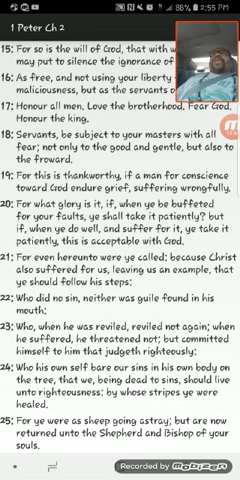 88% 2:55 PM
1 Peter Ch 2
15: For so is the will of God, that with w
may put to silence the ignorance of
16: As free, and not using your liberty
maliciousness, but as the servants o
17: Honour all men. Love the brotherhood. Fear God.
Honour the king.
18: Servants, be subject to your masters with all
fear; not only to the good and gentle, but also to
the froward.
19: For this is thankworthy, if a man for conscience
toward God endure grief, suffering wrongfully.
20: For what glory is it, if, when ye be buffeted
for your faults, ye shall take it patiently? but
if, when ye do well, and suffer for it, ye take it
patiently, this is acceptable with God.
21: For even hereunto were ye called: because Christ
also suffered for us, leaving us an example, that
ye should follow his steps:
22: Who did no sin, neither was guile found in his
mouth:
23: Who, when he was reviled, reviled not again; when
he suffered, he threatened not; but committed
himself to him that judgeth righteously:
24: Who his own self bare our sins in his own body on
the tree, that we, being dead to sins, should live
unto righteousness: by whose stripes ye were
healed.
25: For ye were as sheep going astray; but are now
returned unto the Shepherd and Bishop of your
souls.
Recorded by mobizen